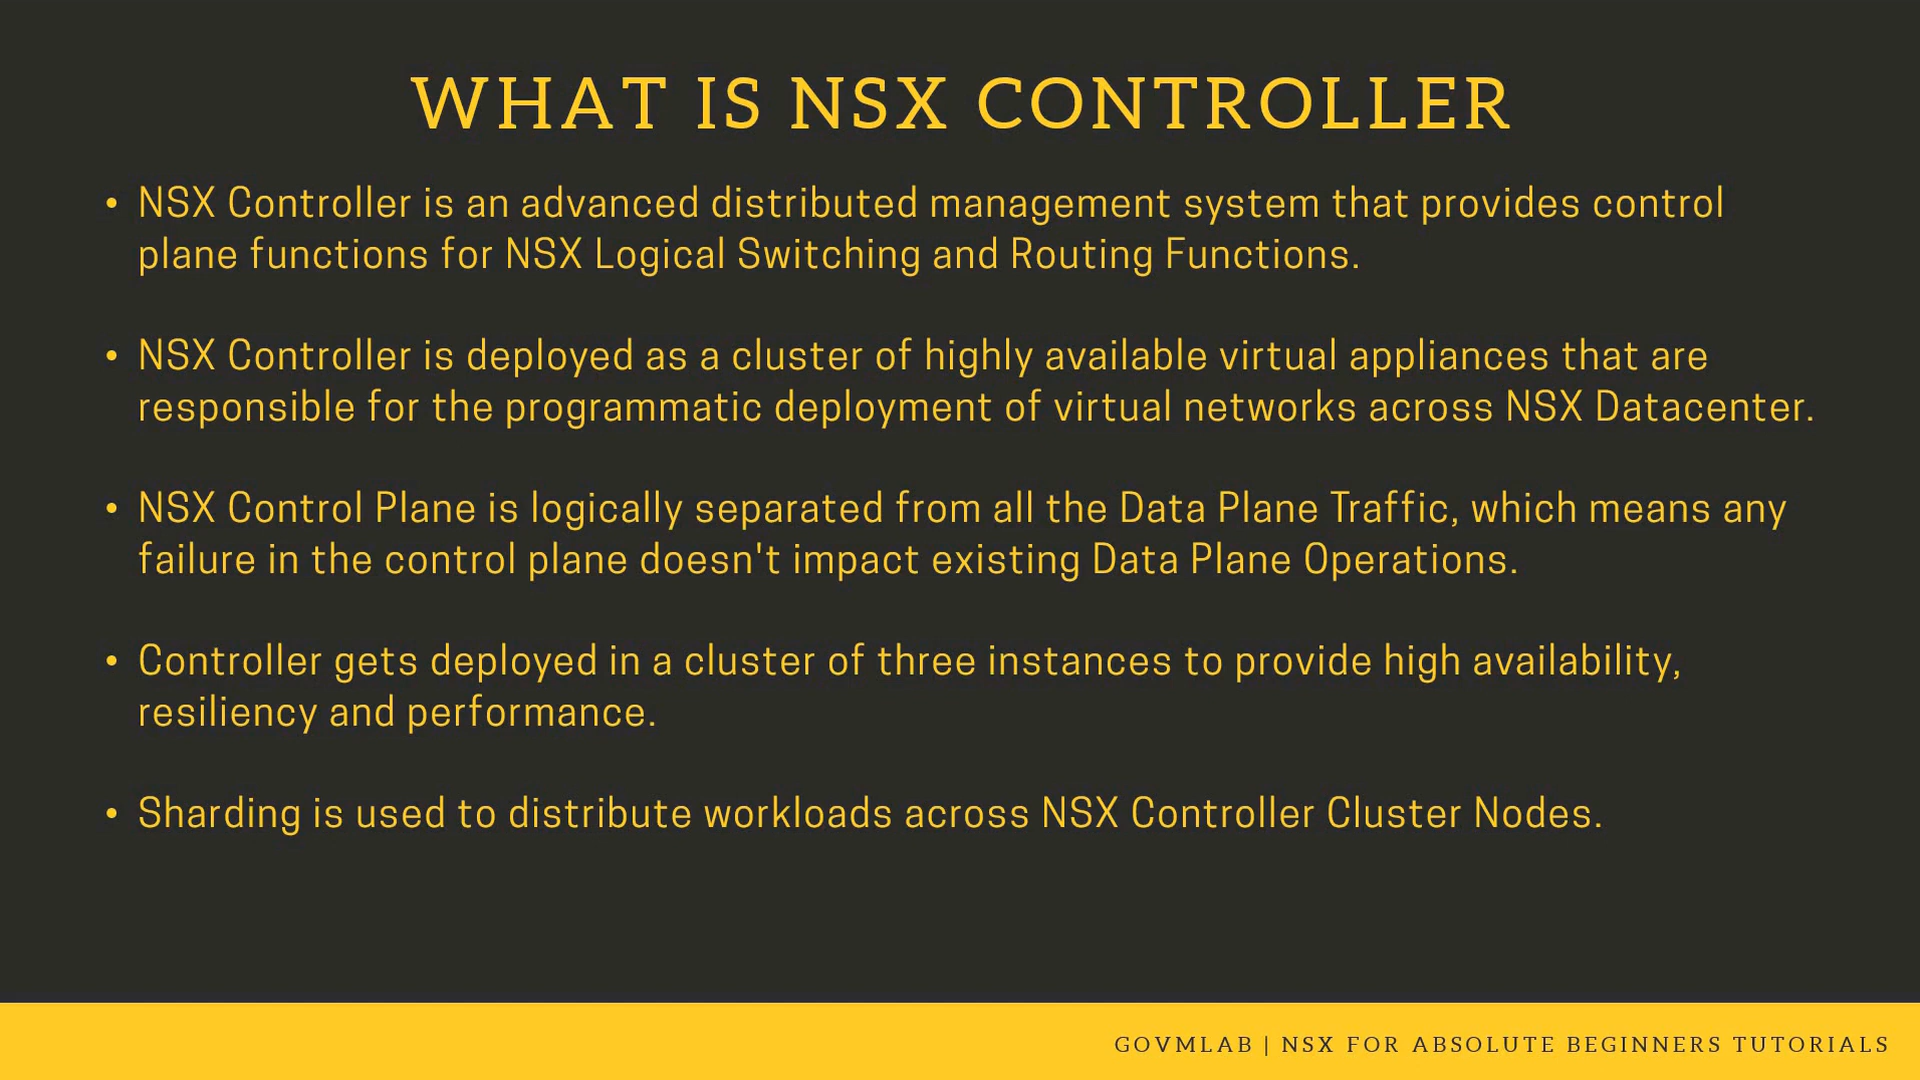 WHAT IS NSX CONTROLLER
• NSX Controller is an advanced distributed management system that provides control
plane functions for NSX Logical Switching and Routing Functions.
• NSX Controller is deployed as a cluster of highly available virtual appliances that are
responsible for the programmatic deployment of virtual networks across NSX Datacenter.
• NSX Control Plane is logically separated from all the Data Plane Traffic, which means any
failure in the control plane doesn't impact existing Data Plane Operations.
• Controller gets deployed in a cluster of three instances to provide high availability,
resiliency and performance.
• Sharding is used to distribute workloads across NSX Controller Cluster Nodes.
GOVMLAB | NSX FOR ABSOLUTE BEGINNERS TUTORIALS